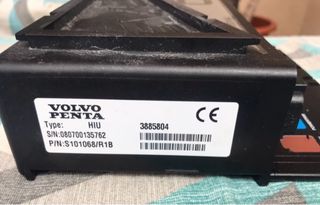 VOLVO
PENTA
Type: HIU 3885804
S/N:080700135762
P/N:S101068/R1B
CE